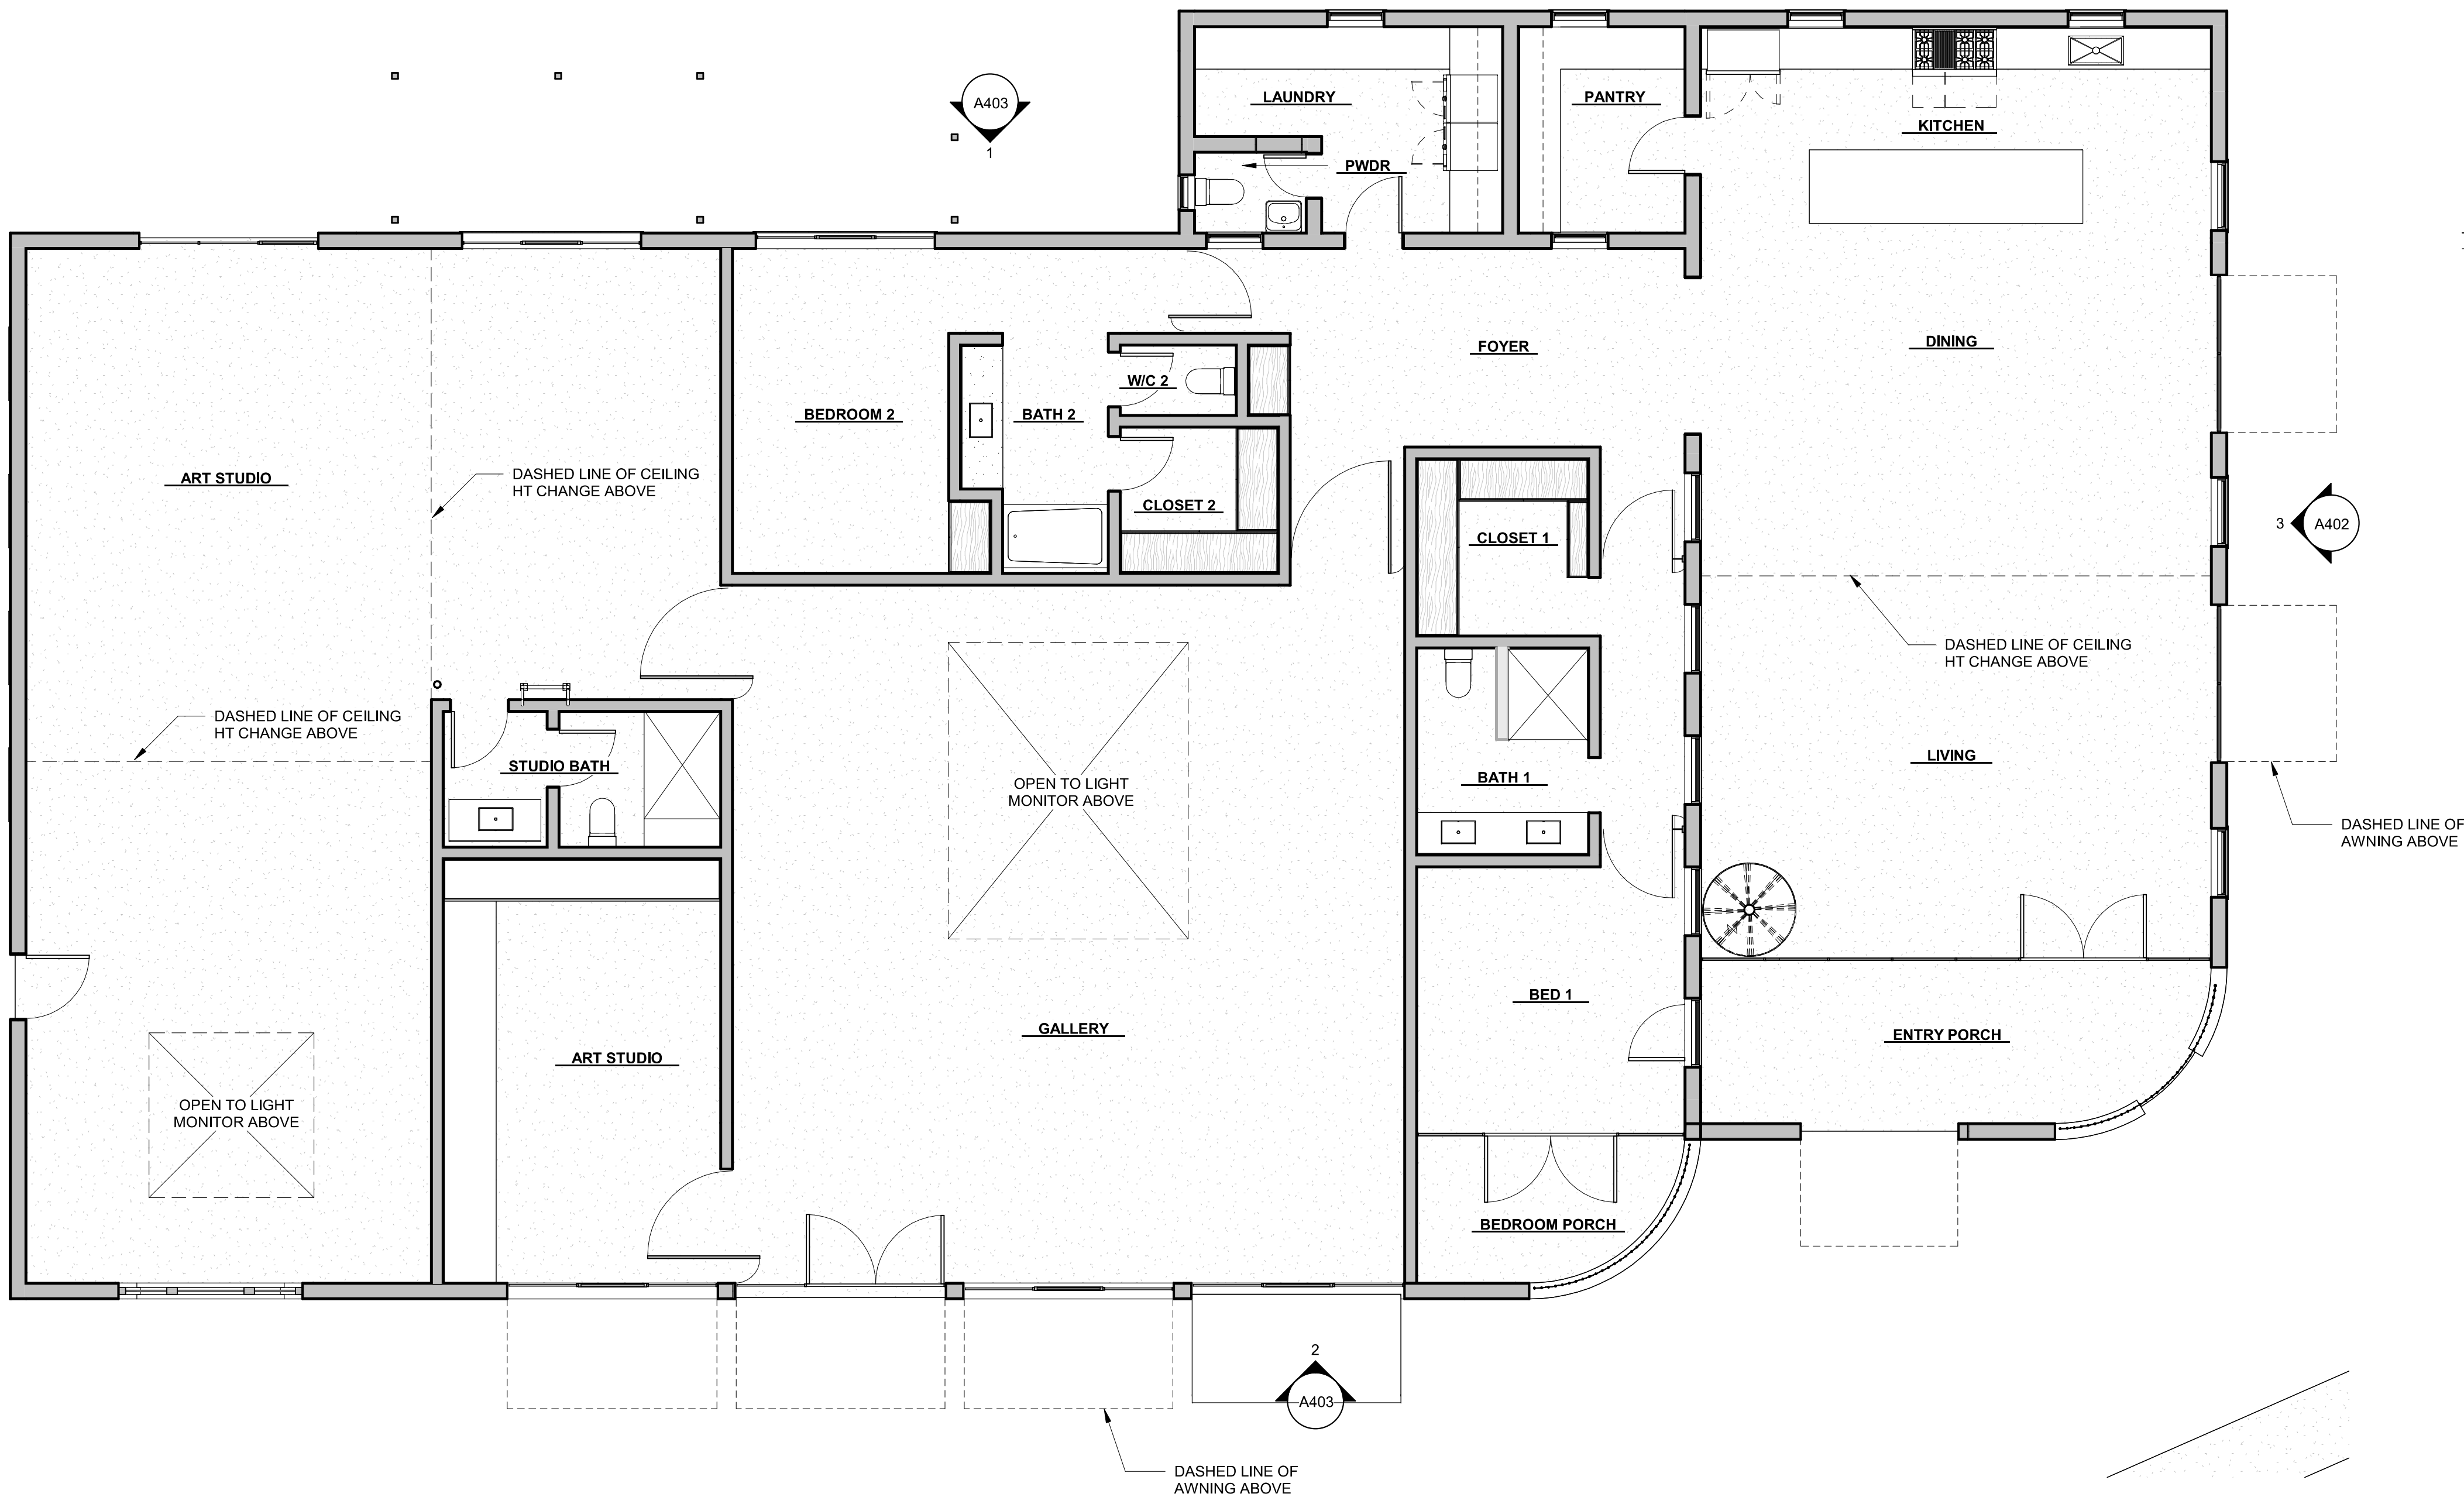 A403
1
LAUNDRY
PANTRY
KITCHEN
PWDR
FOYER
DINING
W/C 2
BEDROOM 2
BATH 2
ART STUDIO
DASHED LINE OF CEILING
HT CHANGE ABOVE
CLOSET 2
CLOSET 1
3
A402
DASHED LINE OF CEILING
HT CHANGE ABOVE
DASHED LINE OF CEILING
HT CHANGE ABOVE
STUDIO BATH
OPEN TO LIGHT
MONITOR ABOVE
BATH 1
LIVING
DASHED LINE OF
AWNING ABOVE
BED 1
GALLERY
ENTRY PORCH
ART STUDIO
OPEN TO LIGHT
MONITOR ABOVE
BEDROOM PORCH
2
A403
DASHED LINE OF
AWNING ABOVE